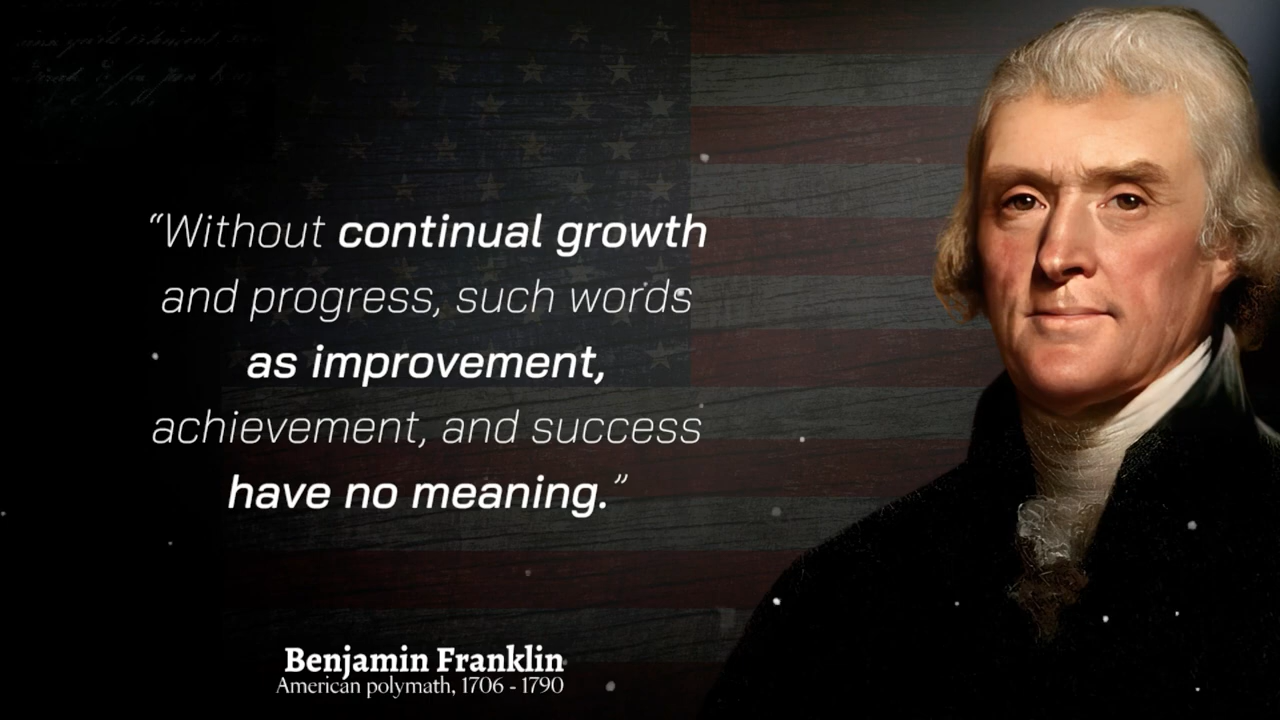 “Without continual growth
and progress, such words
as improvement,
achievement, and success
have no meaning.”
Benjamin Franklin
American polymath, 1706 - 1790